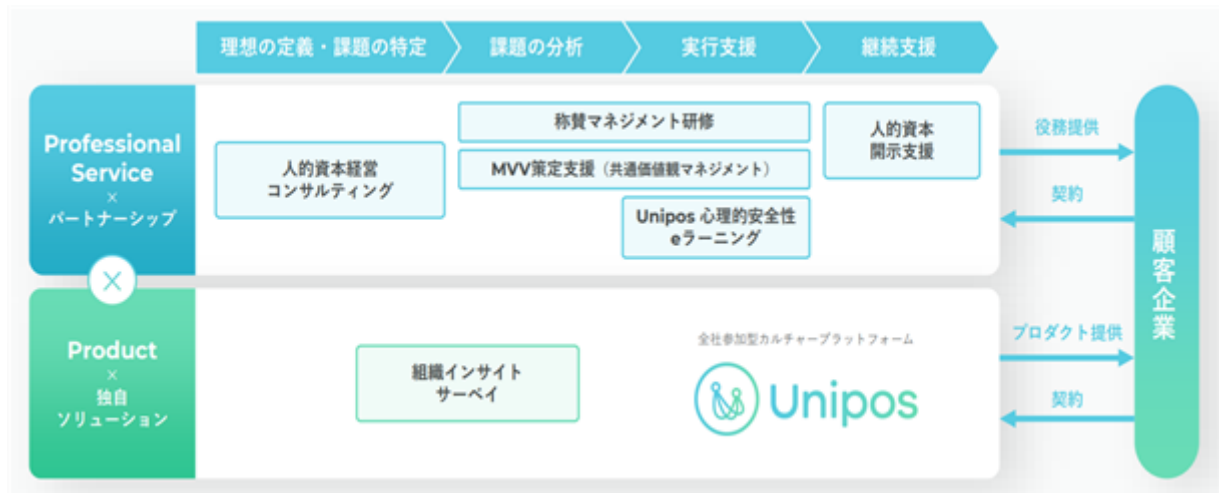 理想の定義・課題の特定
課題の分析
実行支援
継続支援
Professional
Service
×
パートナーシップ
人的資本経営
コンサルティング
称賛マネジメント研修
MVV策定支援（共通価値観マネジメント）
Unipos 心理的安全性
eラーニング
人的資本
開示支援
役務提供
契約
×
Product
×
独自
ソリューション
組織インサイト
サーベイ
全社参加型カルチャープラットフォーム
Unipos
プロダクト提供
契約
顧客企業